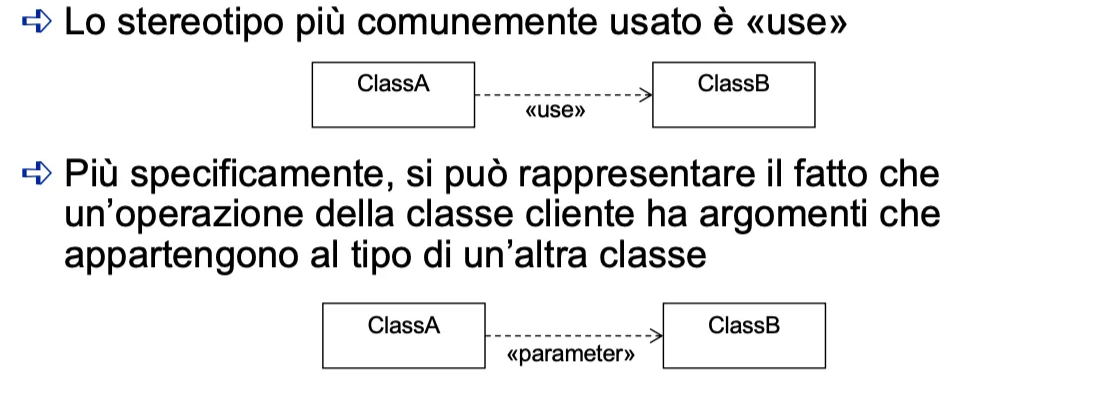 Lo stereotipo più comunemente usato è «use»
ClassA
ClassB
«use»
Più specificamente, si può rappresentare il fatto che
un’operazione della classe cliente ha argomenti che
appartengono al tipo di un’altra classe
ClassA
ClassB
«parameter»